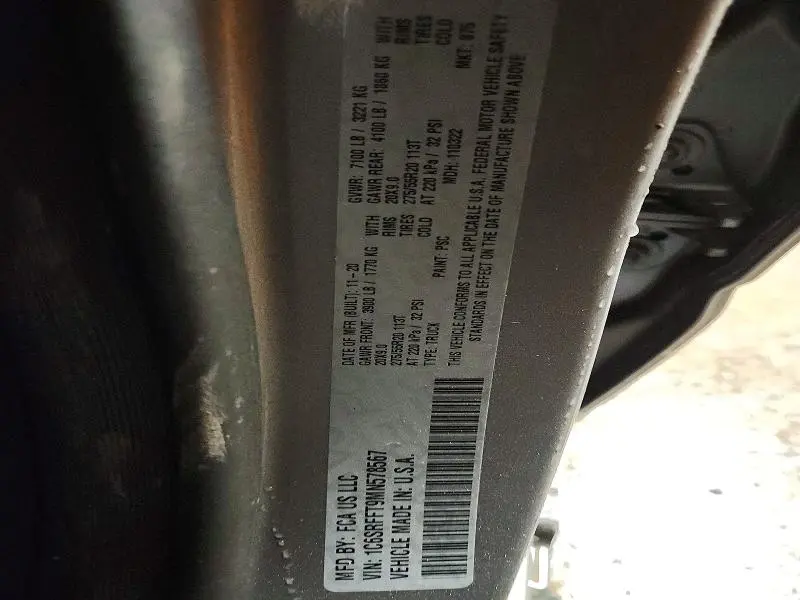 MFD BY: FCA US LLC
VIN: 1C6SRFFT9MN578567
VEHICLE MADE IN: U.S.A.
DATE OF MFR (BUILT): 11-20 GVWR: 7100 LB / 3221 KG
GAWR FRONT: 3900 LB / 1770 KG WITH GAWR REAR: 4100 LB / 1860 KG WITH
20X9.0 RIMS 20X9.0 RIMS
275/55R20 113T TIRES 275/55R20 113T TIRES
AT 220 kPa / 32 PSI COLD AT 220 kPa / 32 PSI COLD
TYPE: TRUCK PAINT: PSC MDH: 110322 MKT:
THIS VEHICLE CONFORMS TO ALL APPLICABLE U.S.A. FEDERAL MOTOR VEHICLE SAFETY
STANDARDS IN EFFECT ON THE DATE OF MANUFACTURE SHOWN ABOVE